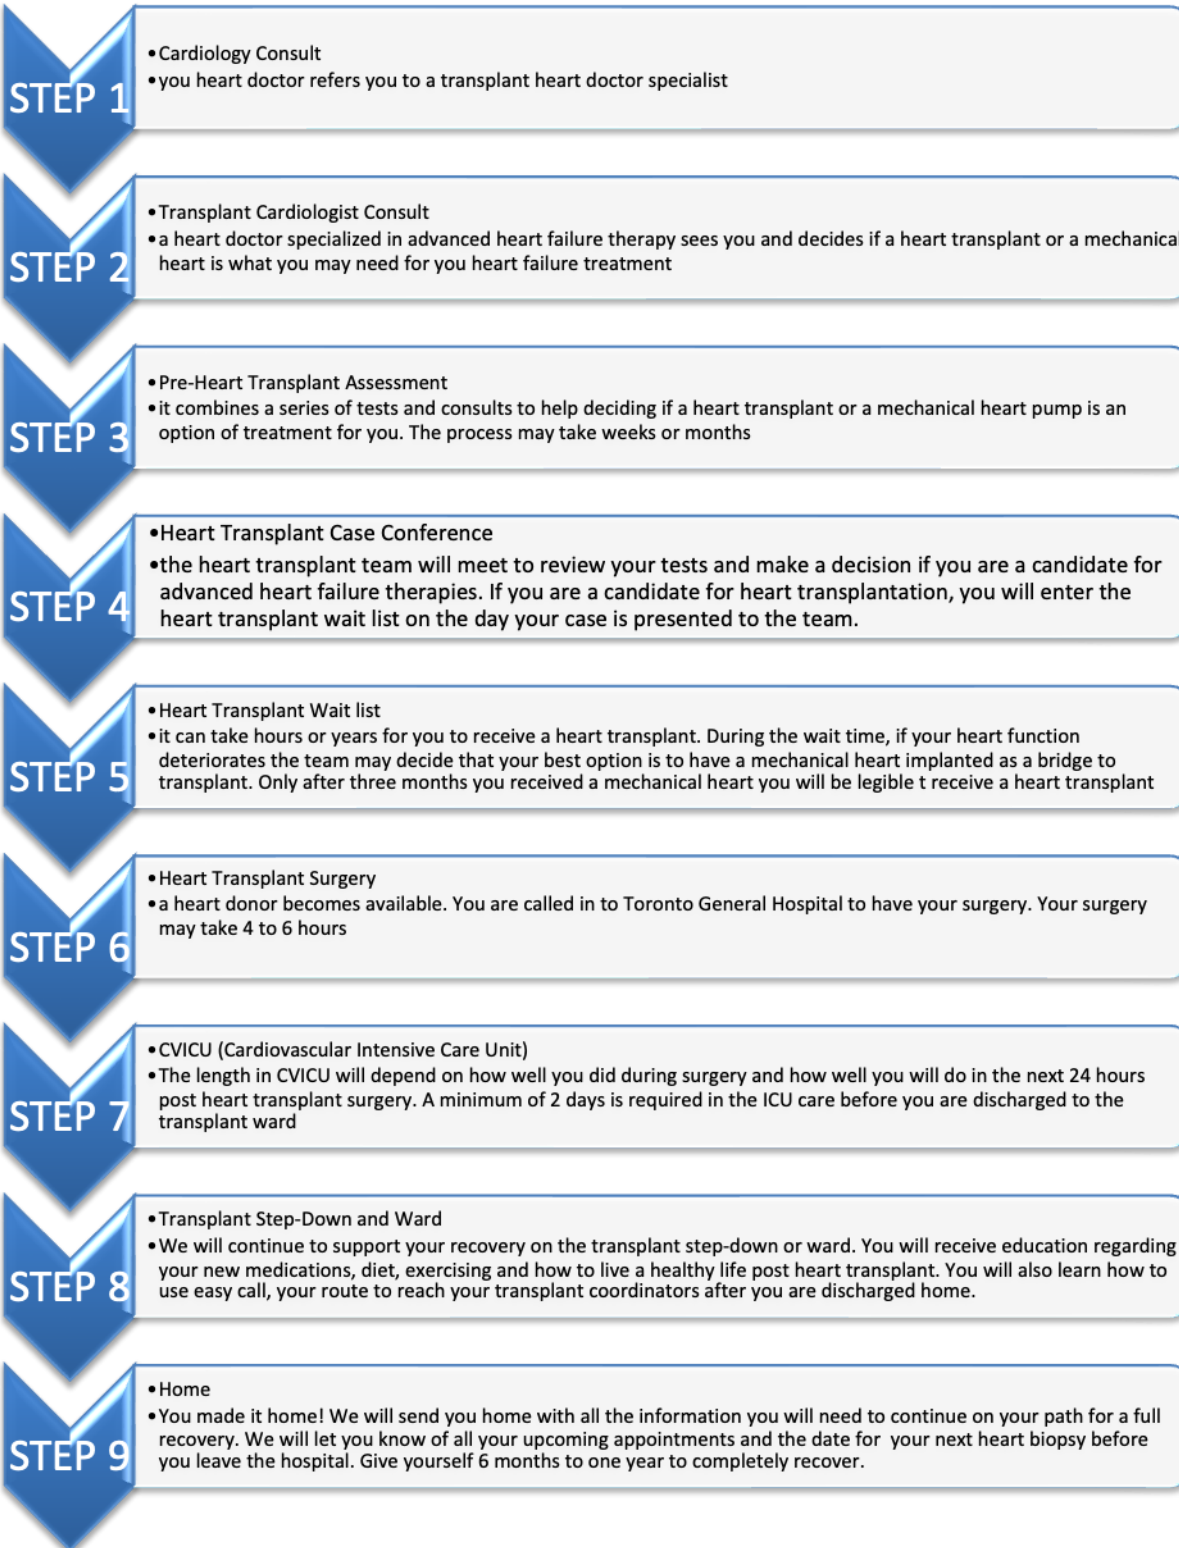 STEP 1
•Cardiology Consult
•you heart doctor refers you to a transplant heart doctor specialist
STEP 2
•Transplant Cardiologist Consult
•a heart doctor specialized in advanced heart failure therapy sees you and decides if a heart transplant or a mechanical
heart is what you may need for you heart failure treatment
STEP 3
•Pre-Heart Transplant Assessment
•it combines a series of tests and consults to help deciding if a heart transplant or a mechanical heart pump is an
option of treatment for you. The process may take weeks or months
STEP 4
•Heart Transplant Case Conference
•the heart transplant team will meet to review your tests and make a decision if you are a candidate for
advanced heart failure therapies. If you are a candidate for heart transplantation, you will enter the
heart transplant wait list on the day your case is presented to the team.
STEP 5
•Heart Transplant Wait list
•it can take hours or years for you to receive a heart transplant. During the wait time, if your heart function
deteriorates the team may decide that your best option is to have a mechanical heart implanted as a bridge to
transplant. Only after three months you received a mechanical heart you will be legible t receive a heart transplant
STEP 6
•Heart Transplant Surgery
•a heart donor becomes available. You are called in to Toronto General Hospital to have your surgery. Your surgery
may take 4 to 6 hours
STEP 7
•CVICU (Cardiovascular Intensive Care Unit)
•The length in CVICU will depend on how well you did during surgery and how well you will do in the next 24 hours
post heart transplant surgery. A minimum of 2 days is required in the ICU care before you are discharged to the
transplant ward
STEP 8
•Transplant Step-Down and Ward
•We will continue to support your recovery on the transplant step-down or ward. You will receive education regarding
your new medications, diet, exercising and how to live a healthy life post heart transplant. You will also learn how to
use easy call, your route to reach your transplant coordinators after you are discharged home.
STEP 9
•Home
•You made it home! We will send you home with all the information you will need to continue on your path for a full
recovery. We will let you know of all your upcoming appointments and the date for your next heart biopsy before
you leave the hospital. Give yourself 6 months to one year to completely recover.